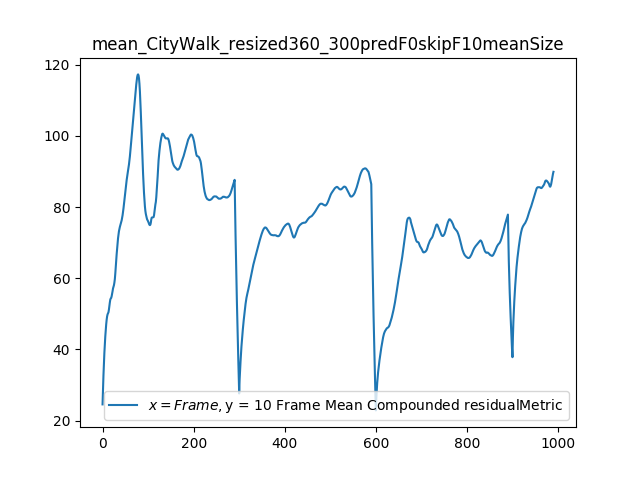 mean_CityWalk_resized360_300predF0skipF10meanSize
120
100
80
60
40
20
x = Frame, y = 10 Frame Mean Compounded residualMetric
0 200 400 600 800 1000